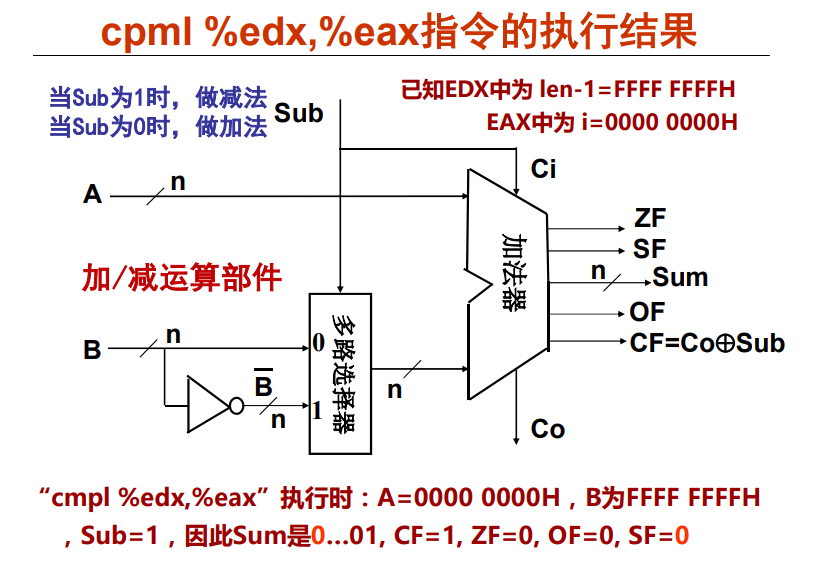 cpml %edx,%eax指令的执行结果
当Sub为1时，做减法
当Sub为0时，做加法
Sub
已知EDX中为 len-1=FFFF FFFFH
EAX中为 i=0000 0000H
Ci
A
n
ZF
SF
加法器
n
Sum
加/减运算部件
OF
B
n
0
多路选择器
CF=Co⊕Sub
B̅
n
1
n
Co
“cmpl %edx,%eax”执行时：A=0000 0000H，B为FFFF FFFFH
，Sub=1，因此Sum是0…01, CF=1, ZF=0, OF=0, SF=0